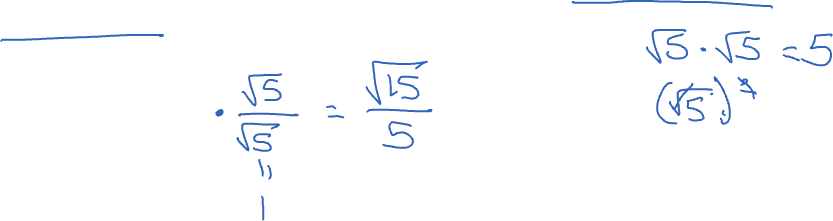 √5 · √5 = 5
(√5)²
· √5/√5 = √15/5
=
1